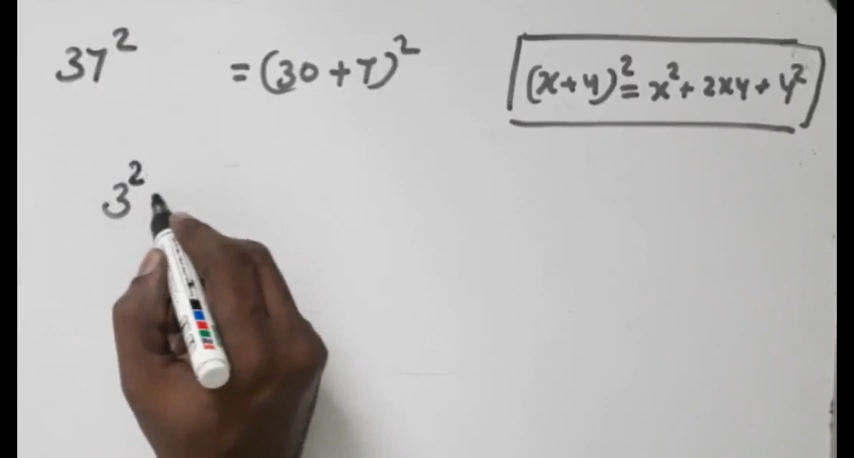 37² = (30+7)²
(x+y)² = x² + 2xy + y²
3²